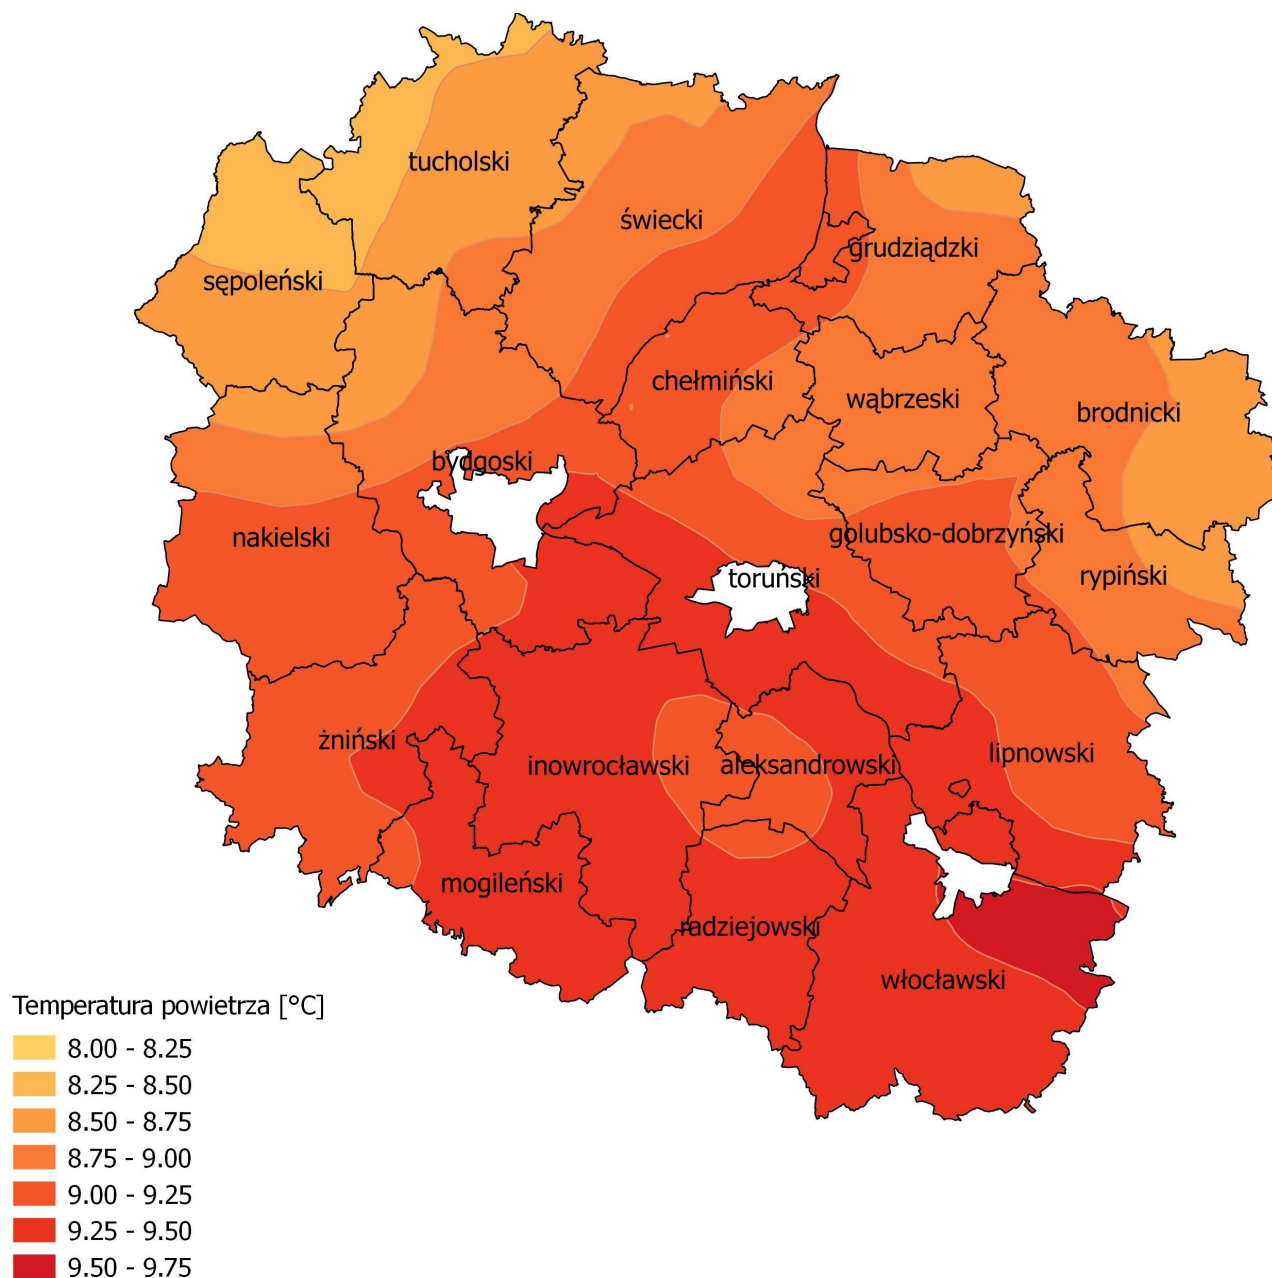 tucholski
świecki
grudziądzki
sępoleński
chełmiński
wąbrzeski
brodnicki
bydgoski
nakielski
golubsko-dobrzyński
toruński
rypiński
żniński
inowrocławski
aleksandrowski
lipnowski
mogileński
radziejowski
włocławski
Temperatura powietrza [°C]
8.00 - 8.25
8.25 - 8.50
8.50 - 8.75
8.75 - 9.00
9.00 - 9.25
9.25 - 9.50
9.50 - 9.75